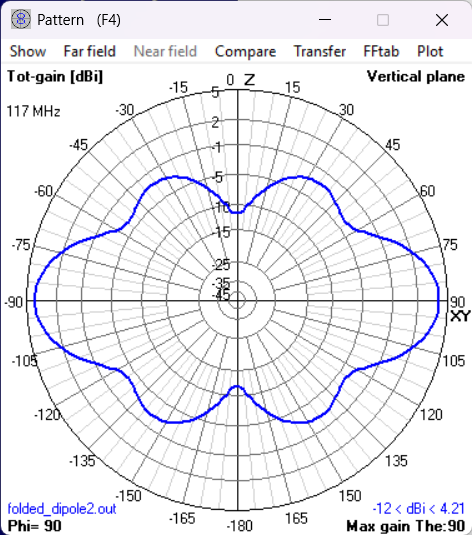 Pattern (F4)
Show Far field Near field Compare Transfer FFtab Plot
Tot-gain [dBi] Vertical plane
117 MHz
0 Z
-15 15
-30 30
-45 45
-60 60
-75 75
-90 90
XY
-105 105
-120 120
-135 135
-150 150
-165 165
-180
5
2
-1
-5
-10
-15
-25
-35
-45
folded_dipole2.out -12 < dBi < 4.21
Phi= 90 Max gain The:90